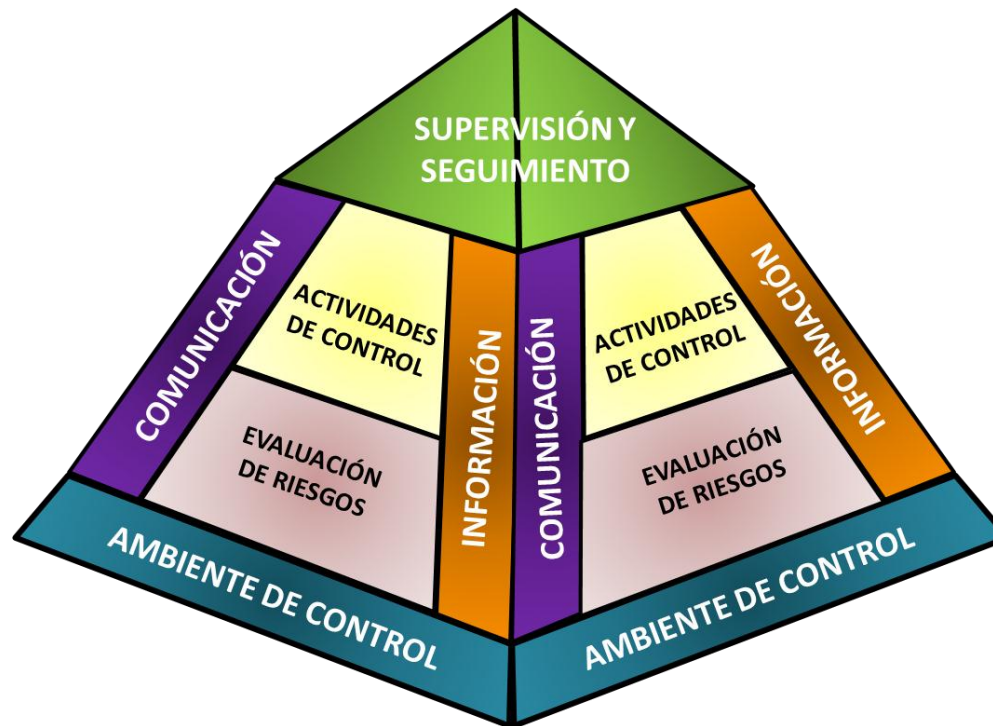 SUPERVISIÓN Y
SEGUIMIENTO
COMUNICACIÓN
ACTIVIDADES
DE CONTROL
INFORMACIÓN
COMUNICACIÓN
ACTIVIDADES
DE CONTROL
INFORMACIÓN
EVALUACIÓN
DE RIESGOS
EVALUACIÓN
DE RIESGOS
AMBIENTE DE CONTROL
AMBIENTE DE CONTROL